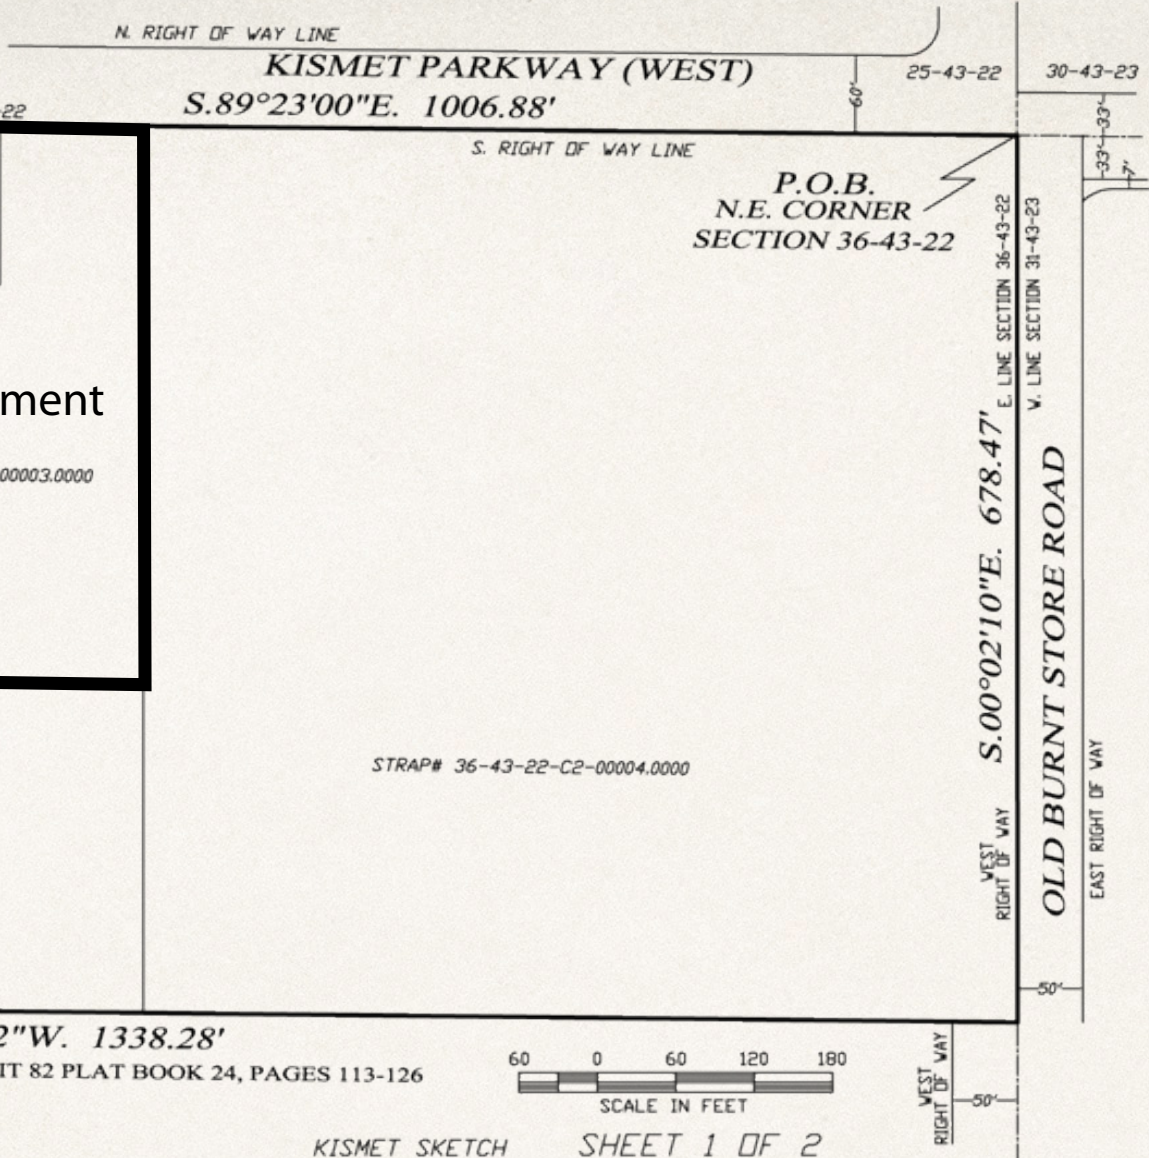 N. RIGHT OF WAY LINE
KISMET PARKWAY (WEST)
S.89°23'00"E. 1006.88'
60'
25-43-22
30-43-23
-22
33'
33'
7'
S. RIGHT OF WAY LINE
P.O.B.
N.E. CORNER
SECTION 36-43-22
E. LINE SECTION 36-43-22
W. LINE SECTION 31-43-23
ment
00003.0000
S.00°02'10"E. 678.47'
OLD BURNT STORE ROAD
STRAP# 36-43-22-C2-00004.0000
WEST
RIGHT OF WAY
EAST RIGHT OF WAY
50'
2"W. 1338.28'
IT 82 PLAT BOOK 24, PAGES 113-126
60 0 60 120 180
SCALE IN FEET
WEST
RIGHT OF WAY
50'
KISMET SKETCH SHEET 1 OF 2